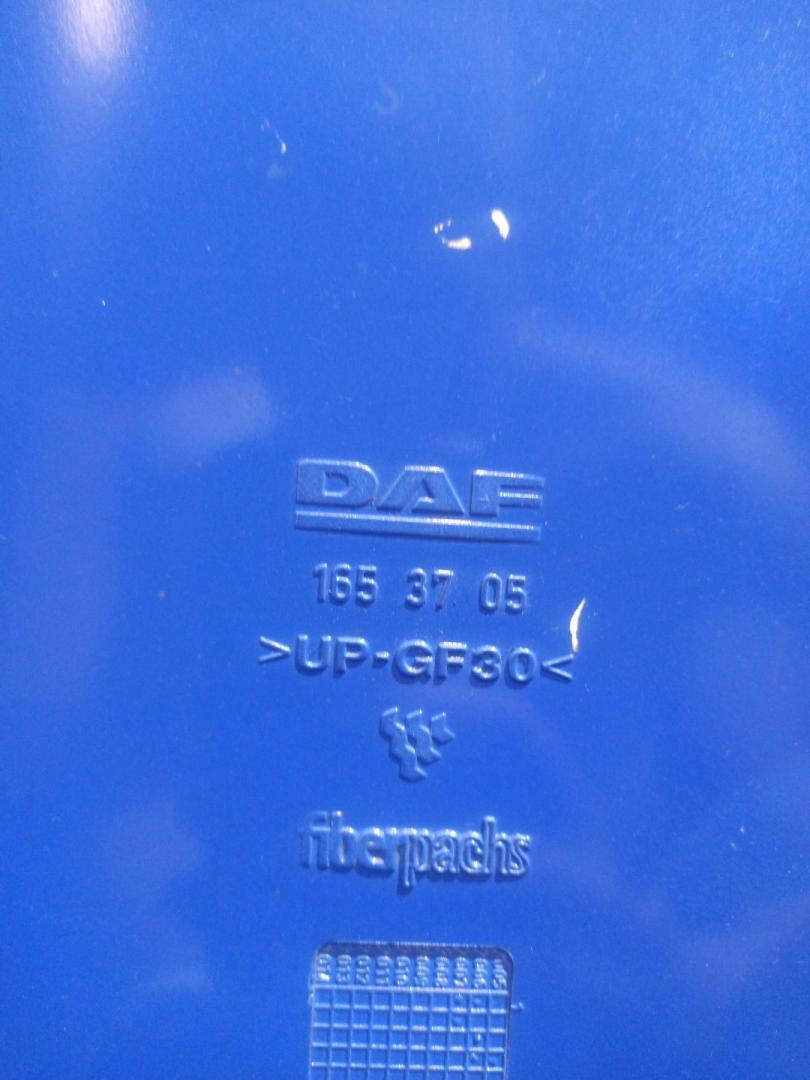 DAF
165 37 05
>UP-GF30<
fiberpachs